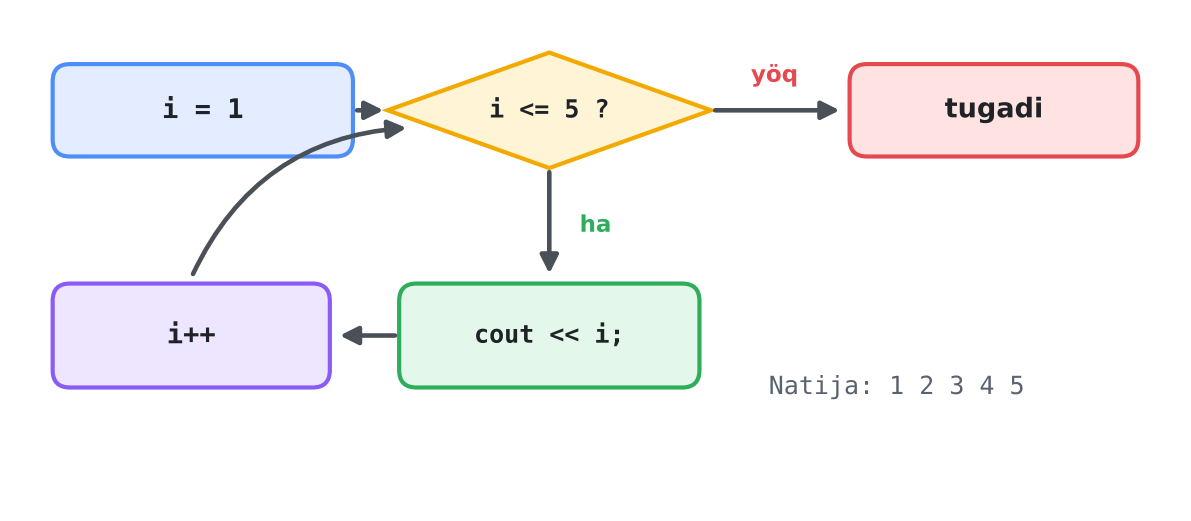 i = 1
i <= 5 ?
yöq
tugadi
ha
i++
cout << i;
Natija: 1 2 3 4 5